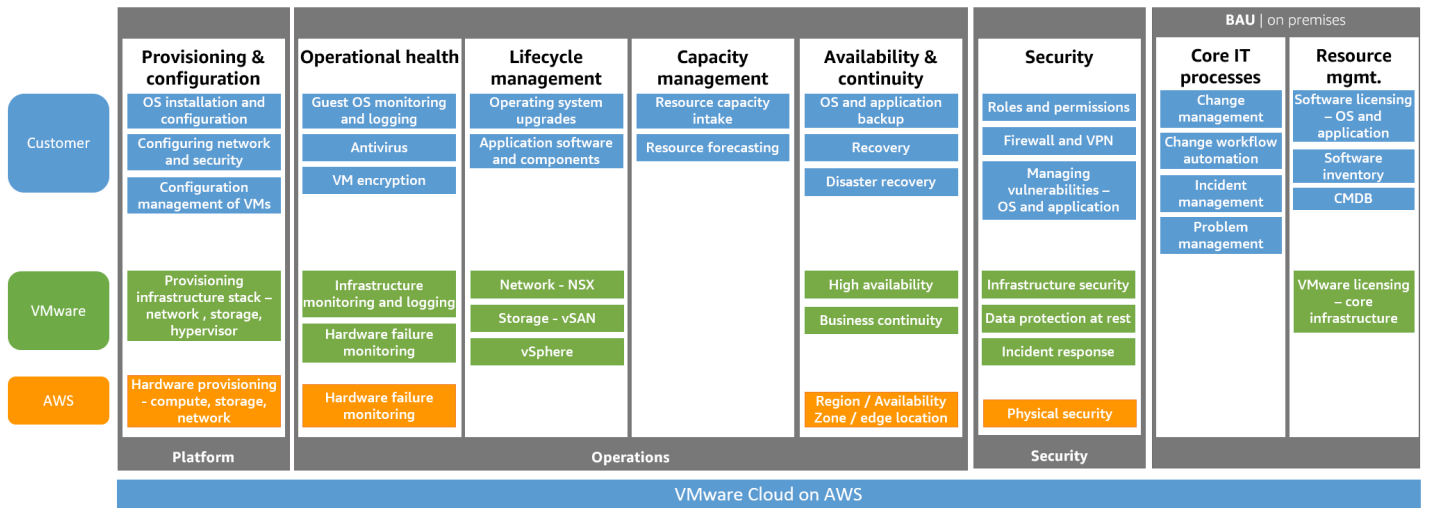 BAU | on premises
Provisioning &
configuration
Operational health
Lifecycle
management
Capacity
management
Availability &
continuity
Security
Core IT
processes
Resource
mgmt.
Customer
OS installation and
configuration
Configuring network
and security
Configuration
management of VMs
Guest OS monitoring
and logging
Antivirus
VM encryption
Operating system
upgrades
Application software
and components
Resource capacity
intake
Resource forecasting
OS and application
backup
Recovery
Disaster recovery
Roles and permissions
Firewall and VPN
Managing
vulnerabilities –
OS and application
Change
management
Change workflow
automation
Incident
management
Problem
management
Software licensing
– OS and
application
Software
inventory
CMDB
VMware
Provisioning
infrastructure stack –
network , storage,
hypervisor
Infrastructure
monitoring and logging
Hardware failure
monitoring
Network - NSX
Storage - vSAN
vSphere
High availability
Business continuity
Infrastructure security
Data protection at rest
Incident response
VMware licensing
– core
infrastructure
AWS
Hardware provisioning
- compute, storage,
network
Hardware failure
monitoring
Region / Availability
Zone / edge location
Physical security
Platform
Operations
Security
VMware Cloud on AWS